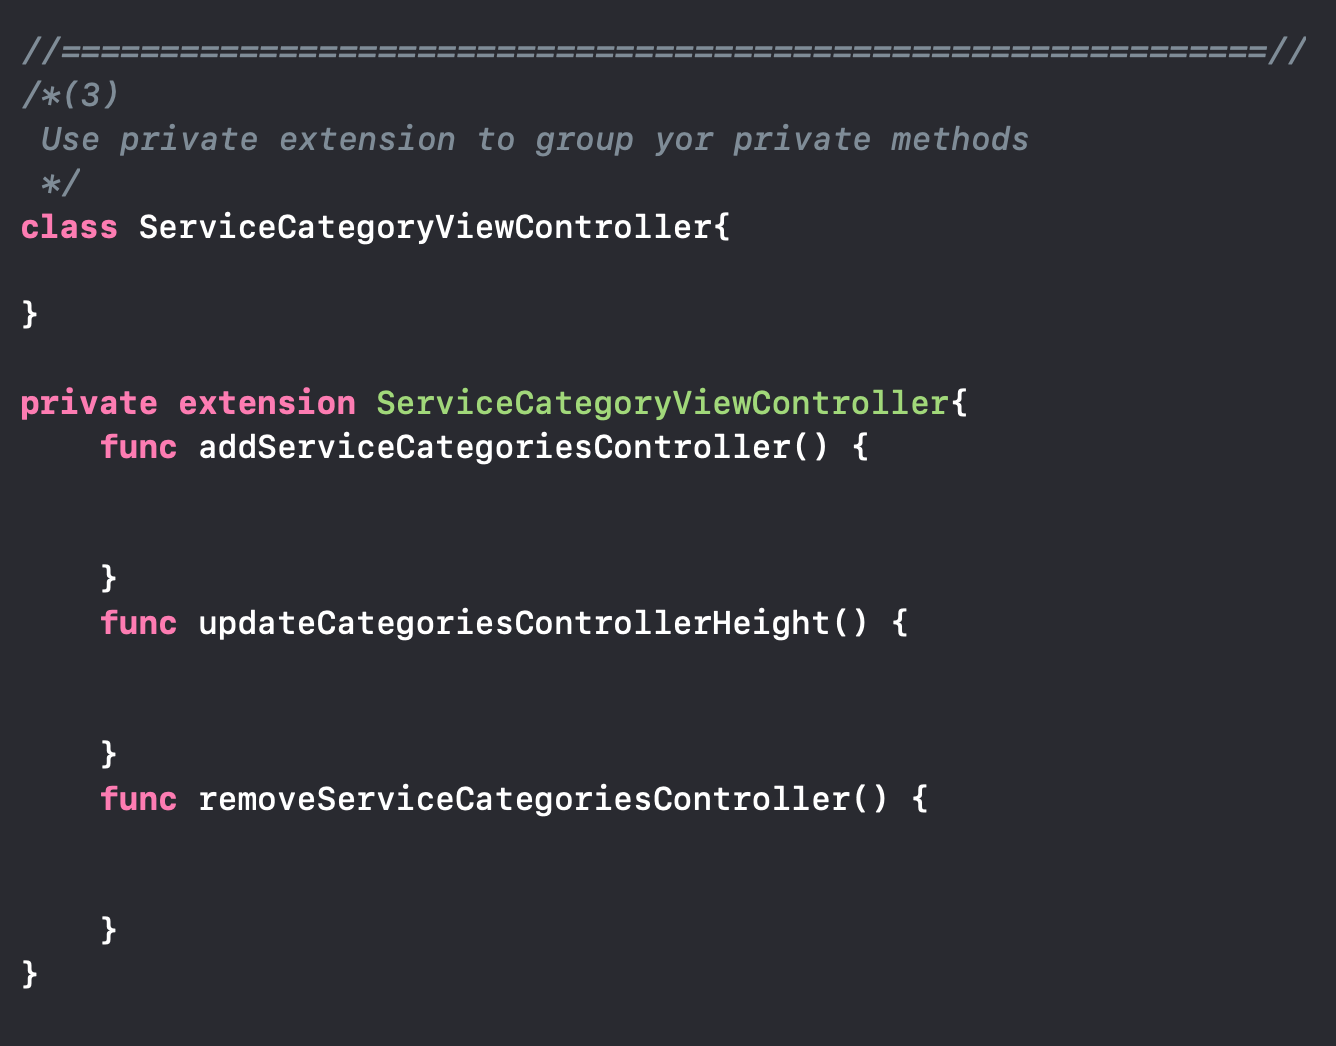 //=============================================================//
/*(3)
Use private extension to group yor private methods
*/
class ServiceCategoryViewController{
}
private extension ServiceCategoryViewController{
func addServiceCategoriesController() {
}
func updateCategoriesControllerHeight() {
}
func removeServiceCategoriesController() {
}
}